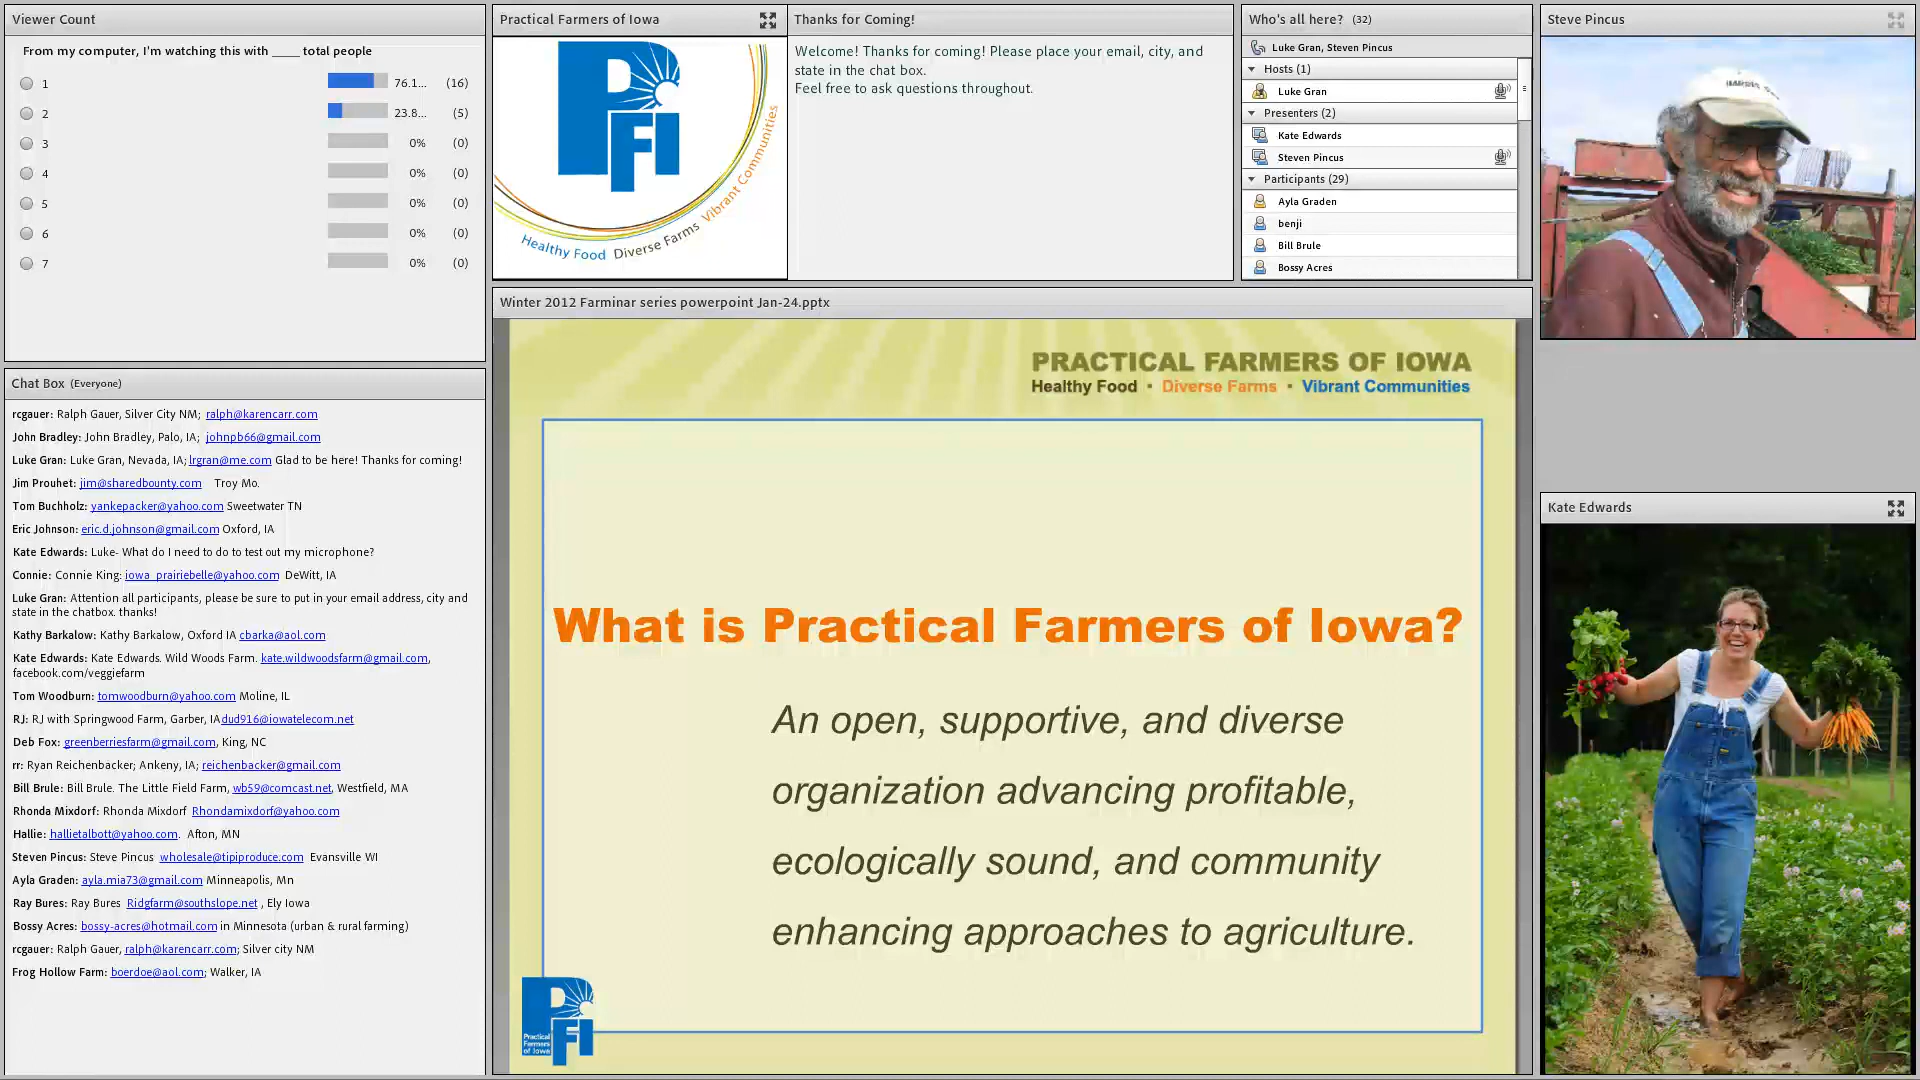 Viewer Count
From my computer, I'm watching this with ____ total people
1 76.1... (16)
2 23.8... (5)
3 0% (0)
4 0% (0)
5 0% (0)
6 0% (0)
7 0% (0)
Chat Box (Everyone)
rcgauer: Ralph Gauer, Silver City NM; ralph@karencarr.com
John Bradley: John Bradley, Palo, IA; johnpb66@gmail.com
Luke Gran: Luke Gran, Nevada, IA; lrgran@me.com Glad to be here! Thanks for coming!
Jim Prouhet: jim@sharedbounty.com Troy Mo.
Tom Buchholz: yankepacker@yahoo.com Sweetwater TN
Eric Johnson: eric.d.johnson@gmail.com Oxford, IA
Kate Edwards: Luke- What do I need to do to test out my microphone?
Connie: Connie King: iowa_prairiebelle@yahoo.com DeWitt, IA
Luke Gran: Attention all participants, please be sure to put in your email address, city and
state in the chatbox. thanks!
Kathy Barkalow: Kathy Barkalow, Oxford IA cbarka@aol.com
Kate Edwards: Kate Edwards. Wild Woods Farm. kate.wildwoodsfarm@gmail.com,
facebook.com/veggiefarm
Tom Woodburn: tomwoodburn@yahoo.com Moline, IL
RJ: RJ with Springwood Farm, Garber, IAdud916@iowatelecom.net
Deb Fox: greenberriesfarm@gmail.com, King, NC
rr: Ryan Reichenbacker; Ankeny, IA; reichenbacker@gmail.com
Bill Brule: Bill Brule. The Little Field Farm, wb59@comcast.net, Westfield, MA
Rhonda Mixdorf: Rhonda Mixdorf Rhondamixdorf@yahoo.com
Hallie: hallietalbott@yahoo.com. Afton, MN
Steven Pincus: Steve Pincus wholesale@tipiproduce.com Evansville WI
Ayla Graden: ayla.mia73@gmail.com Minneapolis, Mn
Ray Bures: Ray Bures Ridgfarm@southslope.net , Ely Iowa
Bossy Acres: bossy-acres@hotmail.com in Minnesota (urban & rural farming)
rcgauer: Ralph Gauer, ralph@karencarr.com; Silver city NM
Frog Hollow Farm: boerdoe@aol.com; Walker, IA
Practical Farmers of Iowa
PFI
Healthy Food Diverse Farms Vibrant Communities
Thanks for Coming!
Welcome! Thanks for coming! Please place your email, city, and
state in the chat box.
Feel free to ask questions throughout.
Who's all here? (32)
Luke Gran, Steven Pincus
Hosts (1)
Luke Gran
Presenters (2)
Kate Edwards
Steven Pincus
Participants (29)
Ayla Graden
benji
Bill Brule
Bossy Acres
Winter 2012 Farminar series powerpoint Jan-24.pptx
PRACTICAL FARMERS OF IOWA
Healthy Food • Diverse Farms • Vibrant Communities
What is Practical Farmers of Iowa?
An open, supportive, and diverse
organization advancing profitable,
ecologically sound, and community
enhancing approaches to agriculture.
PFI
Practical
Farmers
of Iowa
Steve Pincus
Kate Edwards